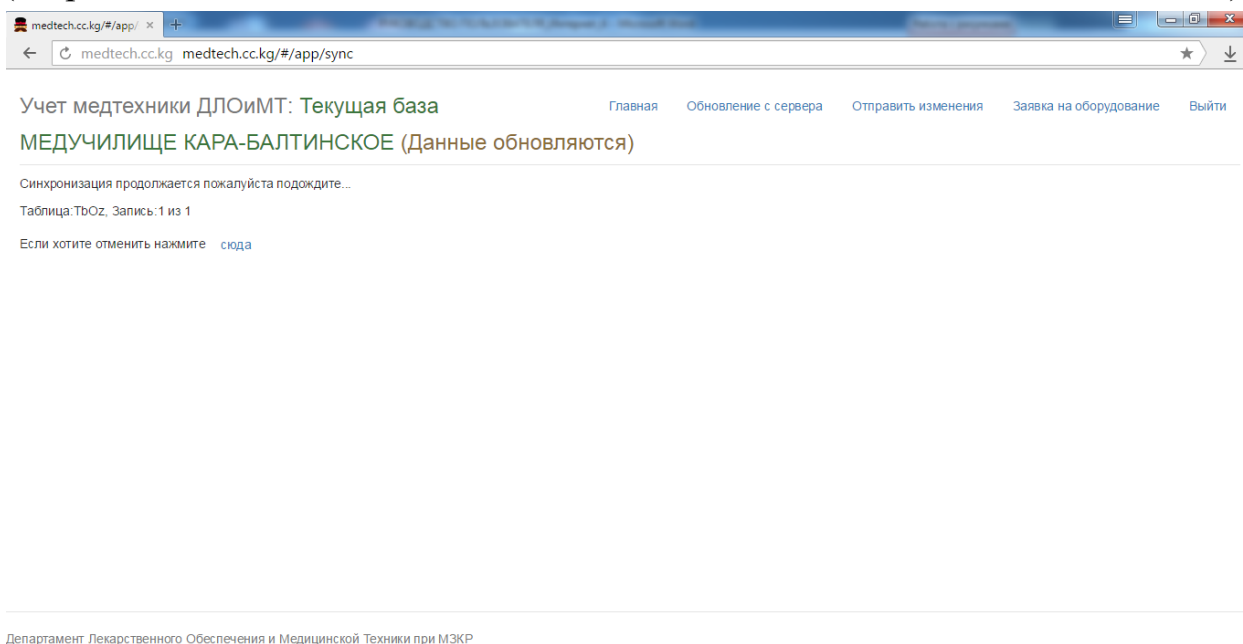 medtech.cc.kg/#/app/
medtech.cc.kg medtech.cc.kg/#/app/sync
Учет медтехники ДЛОиМТ: Текущая база
Главная Обновление с сервера Отправить изменения Заявка на оборудование Выйти
МЕДУЧИЛИЩЕ КАРА-БАЛТИНСКОЕ (Данные обновляются)
Синхронизация продолжается пожалуйста подождите...
Таблица:TbOz, Запись:1 из 1
Если хотите отменить нажмите сюда
Департамент Лекарственного Обеспечения и Медицинской Техники при МЗКР